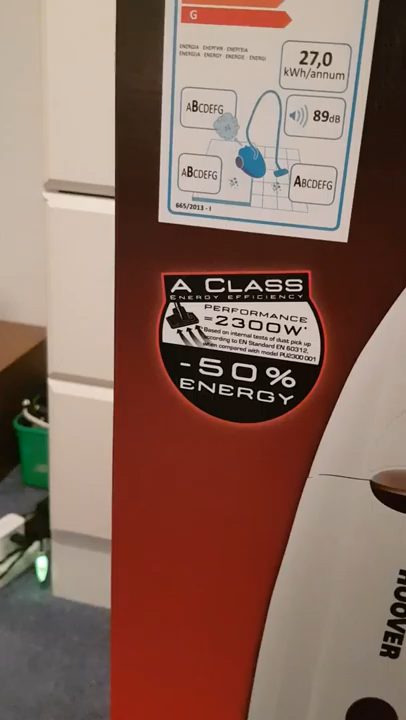 G
ENERGIA · ЕНЕРГИЯ · ΕΝΕΡΓΕΙΑ
ENERGIJA · ENERGY · ENERGIE · ENERGI
27,0
kWh/annum
ABCDEFG
89dB
ABCDEFG
ABCDEFG
665/2013 - I
A CLASS
ENERGY EFFICIENCY
PERFORMANCE
=2300W*
*Based on internal tests of dust pick up
according to EN Standard EN 60312,
when compared with model PU2300 001
-50%
ENERGY
HOOVER